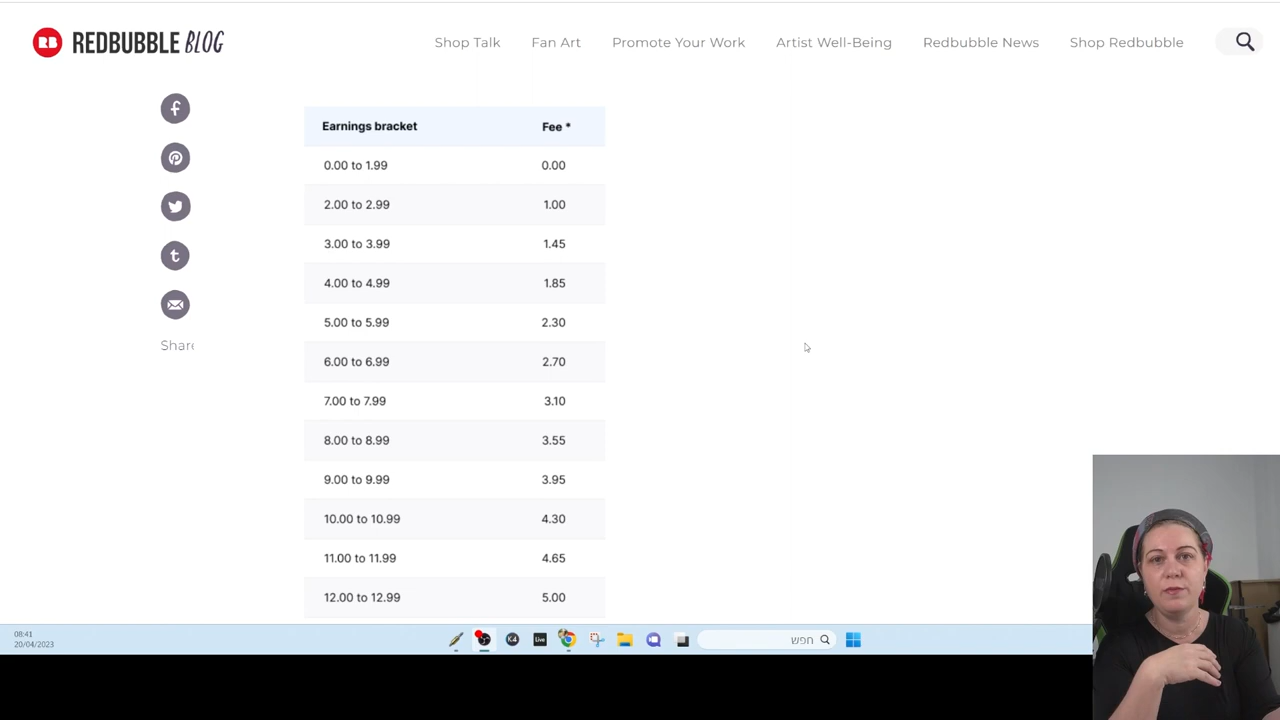 RB REDBUBBLE BLOG
Shop Talk Fan Art Promote Your Work Artist Well-Being Redbubble News Shop Redbubble
Earnings bracket Fee *
0.00 to 1.99 0.00
2.00 to 2.99 1.00
3.00 to 3.99 1.45
4.00 to 4.99 1.85
5.00 to 5.99 2.30
Share
6.00 to 6.99 2.70
7.00 to 7.99 3.10
8.00 to 8.99 3.55
9.00 to 9.99 3.95
10.00 to 10.99 4.30
11.00 to 11.99 4.65
12.00 to 12.99 5.00
08:41
20/04/2023
K4 Live חפש